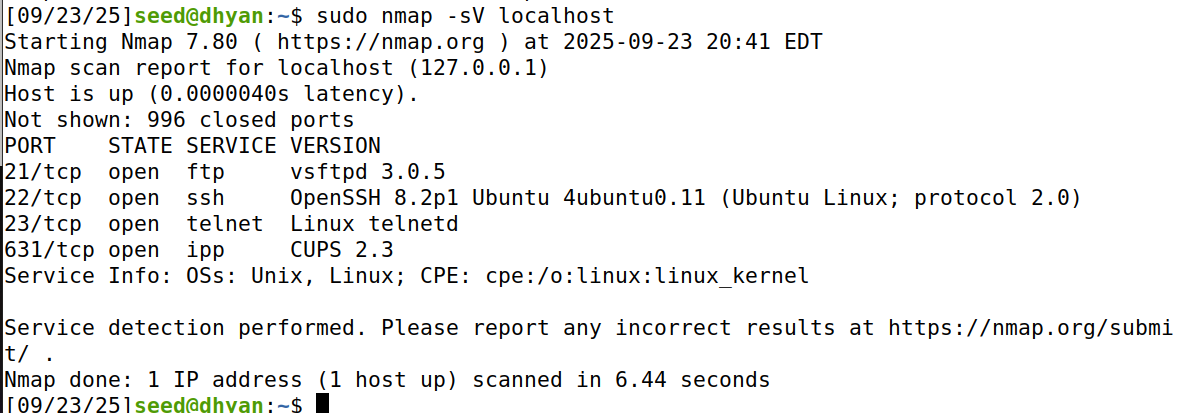 [09/23/25]seed@dhyan:~$ sudo nmap -sV localhost
Starting Nmap 7.80 ( https://nmap.org ) at 2025-09-23 20:41 EDT
Nmap scan report for localhost (127.0.0.1)
Host is up (0.0000040s latency).
Not shown: 996 closed ports
PORT    STATE SERVICE VERSION
21/tcp  open  ftp     vsftpd 3.0.5
22/tcp  open  ssh     OpenSSH 8.2p1 Ubuntu 4ubuntu0.11 (Ubuntu Linux; protocol 2.0)
23/tcp  open  telnet  Linux telnetd
631/tcp open  ipp     CUPS 2.3
Service Info: OSs: Unix, Linux; CPE: cpe:/o:linux:linux_kernel

Service detection performed. Please report any incorrect results at https://nmap.org/submi
t/ .
Nmap done: 1 IP address (1 host up) scanned in 6.44 seconds
[09/23/25]seed@dhyan:~$